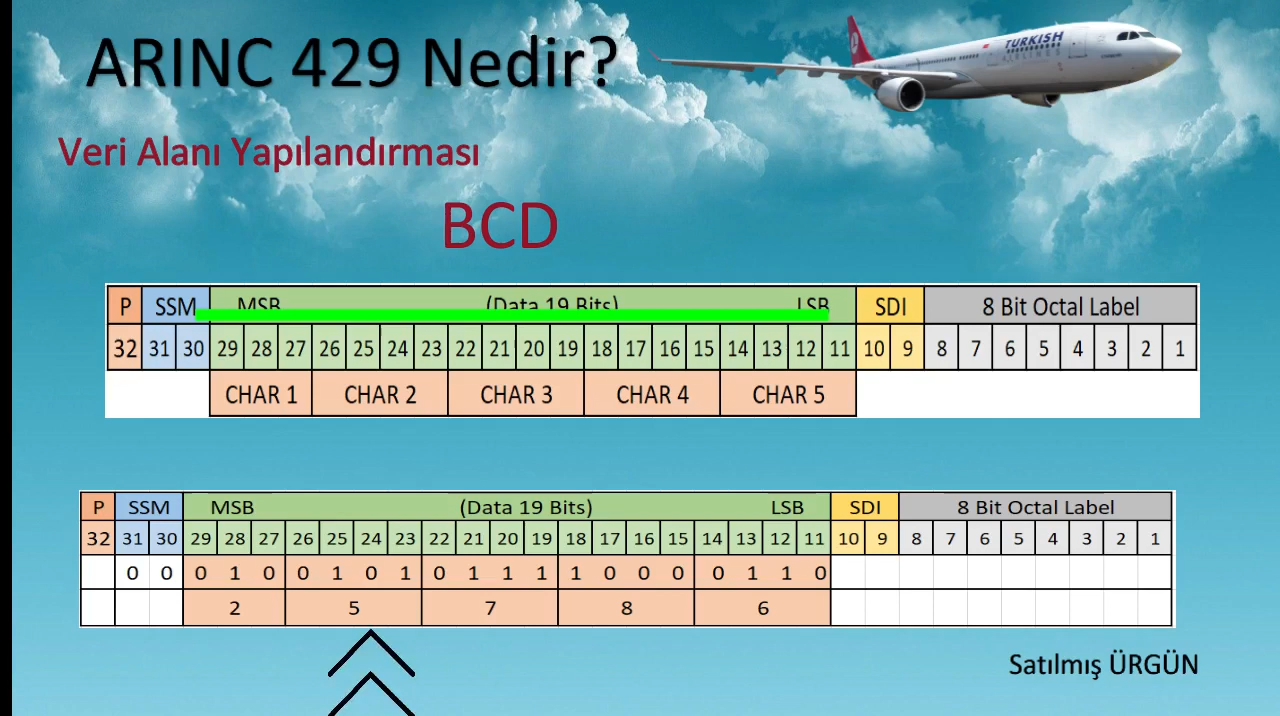 ARINC 429 Nedir?
TURKISH
AIRLINES
Veri Alanı Yapılandırması
BCD
P SSM MSB (Data 19 Bits) LSB SDI 8 Bit Octal Label
32 31 30 29 28 27 26 25 24 23 22 21 20 19 18 17 16 15 14 13 12 11 10 9 8 7 6 5 4 3 2 1
CHAR 1 CHAR 2 CHAR 3 CHAR 4 CHAR 5
P SSM MSB (Data 19 Bits) LSB SDI 8 Bit Octal Label
32 31 30 29 28 27 26 25 24 23 22 21 20 19 18 17 16 15 14 13 12 11 10 9 8 7 6 5 4 3 2 1
0 0 0 1 0 0 1 0 1 0 1 1 1 1 0 0 0 0 1 1 0
2 5 7 8 6
Satılmış ÜRGÜN